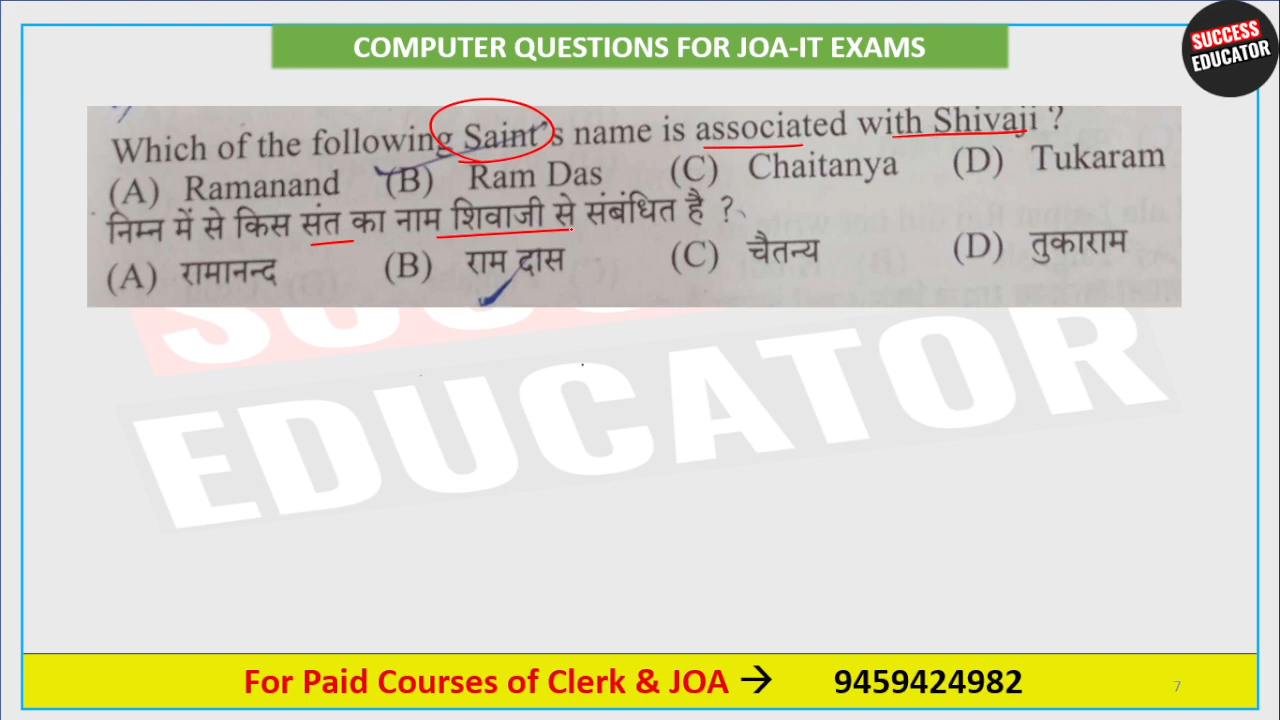 COMPUTER QUESTIONS FOR JOA-IT EXAMS
SUCCESS
EDUCATOR
Which of the following Saint's name is associated with Shivaji ?
(A) Ramanand (B) Ram Das (C) Chaitanya (D) Tukaram
निम्न में से किस संत का नाम शिवाजी से संबंधित है ?
(A) रामानन्द (B) राम दास (C) चैतन्य (D) तुकाराम
EDUCATOR
For Paid Courses of Clerk & JOA → 9459424982
7